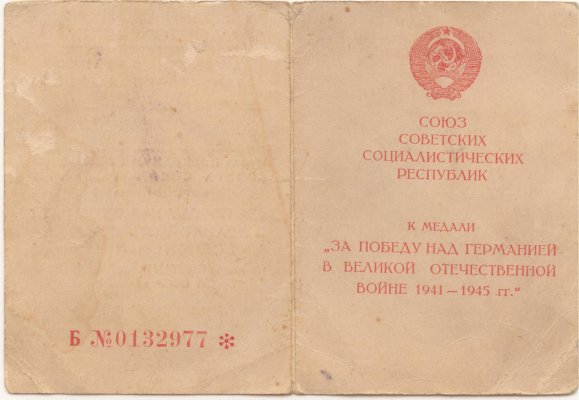 Б №0132977 *
СОЮЗ
СОВЕТСКИХ
СОЦИАЛИСТИЧЕСКИХ
РЕСПУБЛИК
К МЕДАЛИ
„ЗА ПОБЕДУ НАД ГЕРМАНИЕЙ
В ВЕЛИКОЙ ОТЕЧЕСТВЕННОЙ
ВОЙНЕ 1941—1945 гг.“